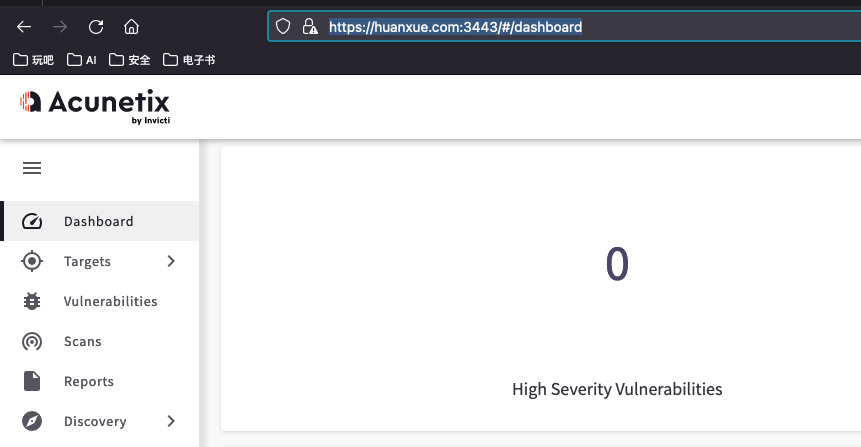 https://huanxue.com:3443/#/dashboard
玩吧 AI 安全 电子书
Acunetix
by Invicti
Dashboard
Targets
Vulnerabilities
Scans
Reports
Discovery
0
High Severity Vulnerabilities